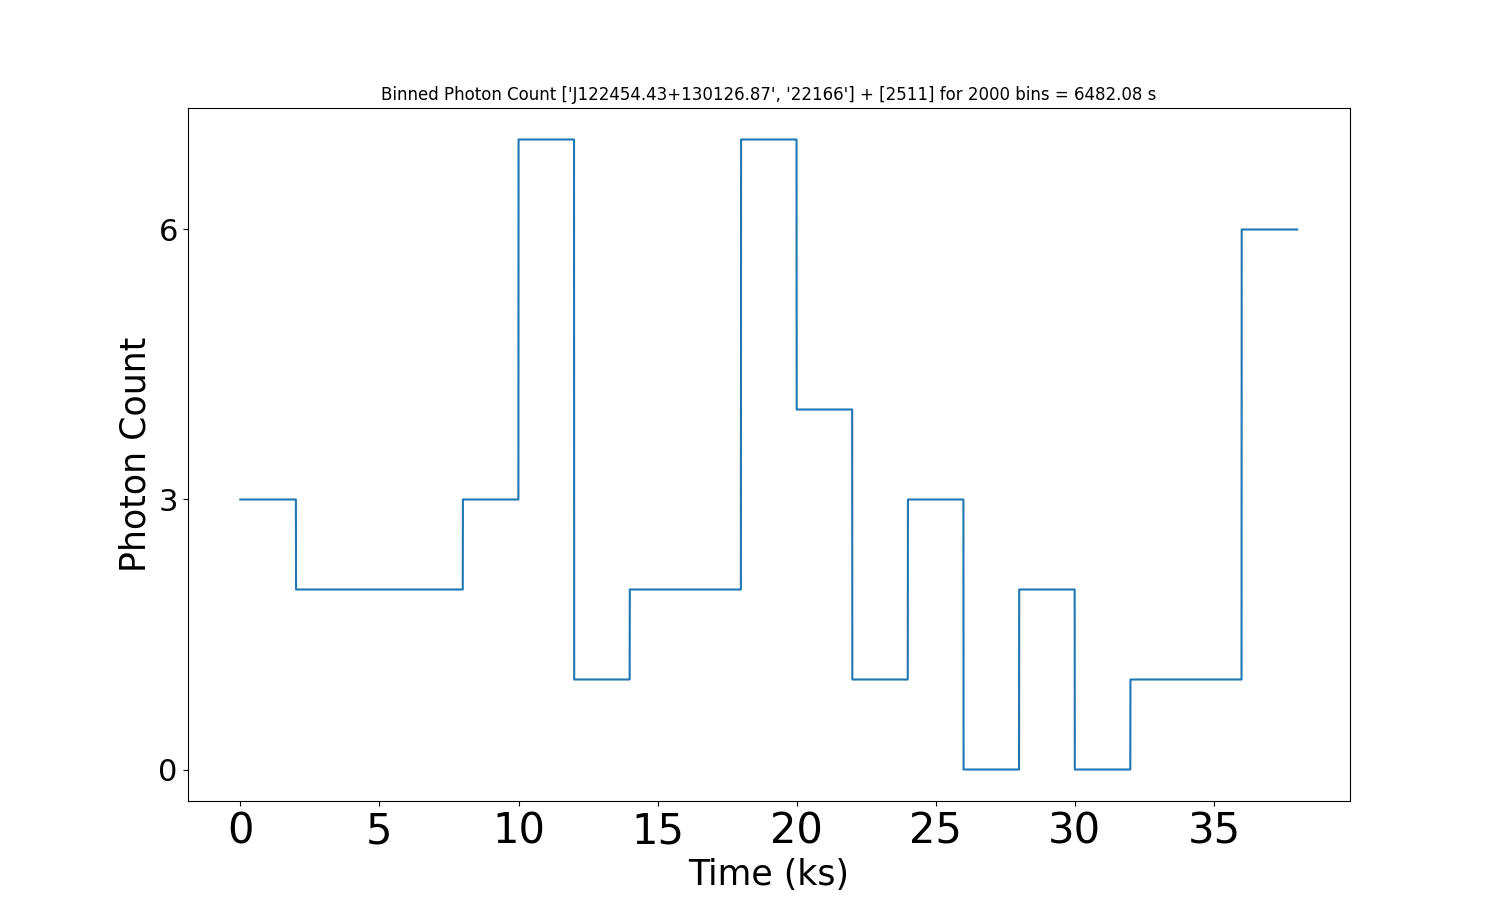 Binned Photon Count ['J122454.43+130126.87', '22166'] + [2511] for 2000 bins = 6482.08 s
6
3
0
Photon Count
0 5 10 15 20 25 30 35
Time (ks)